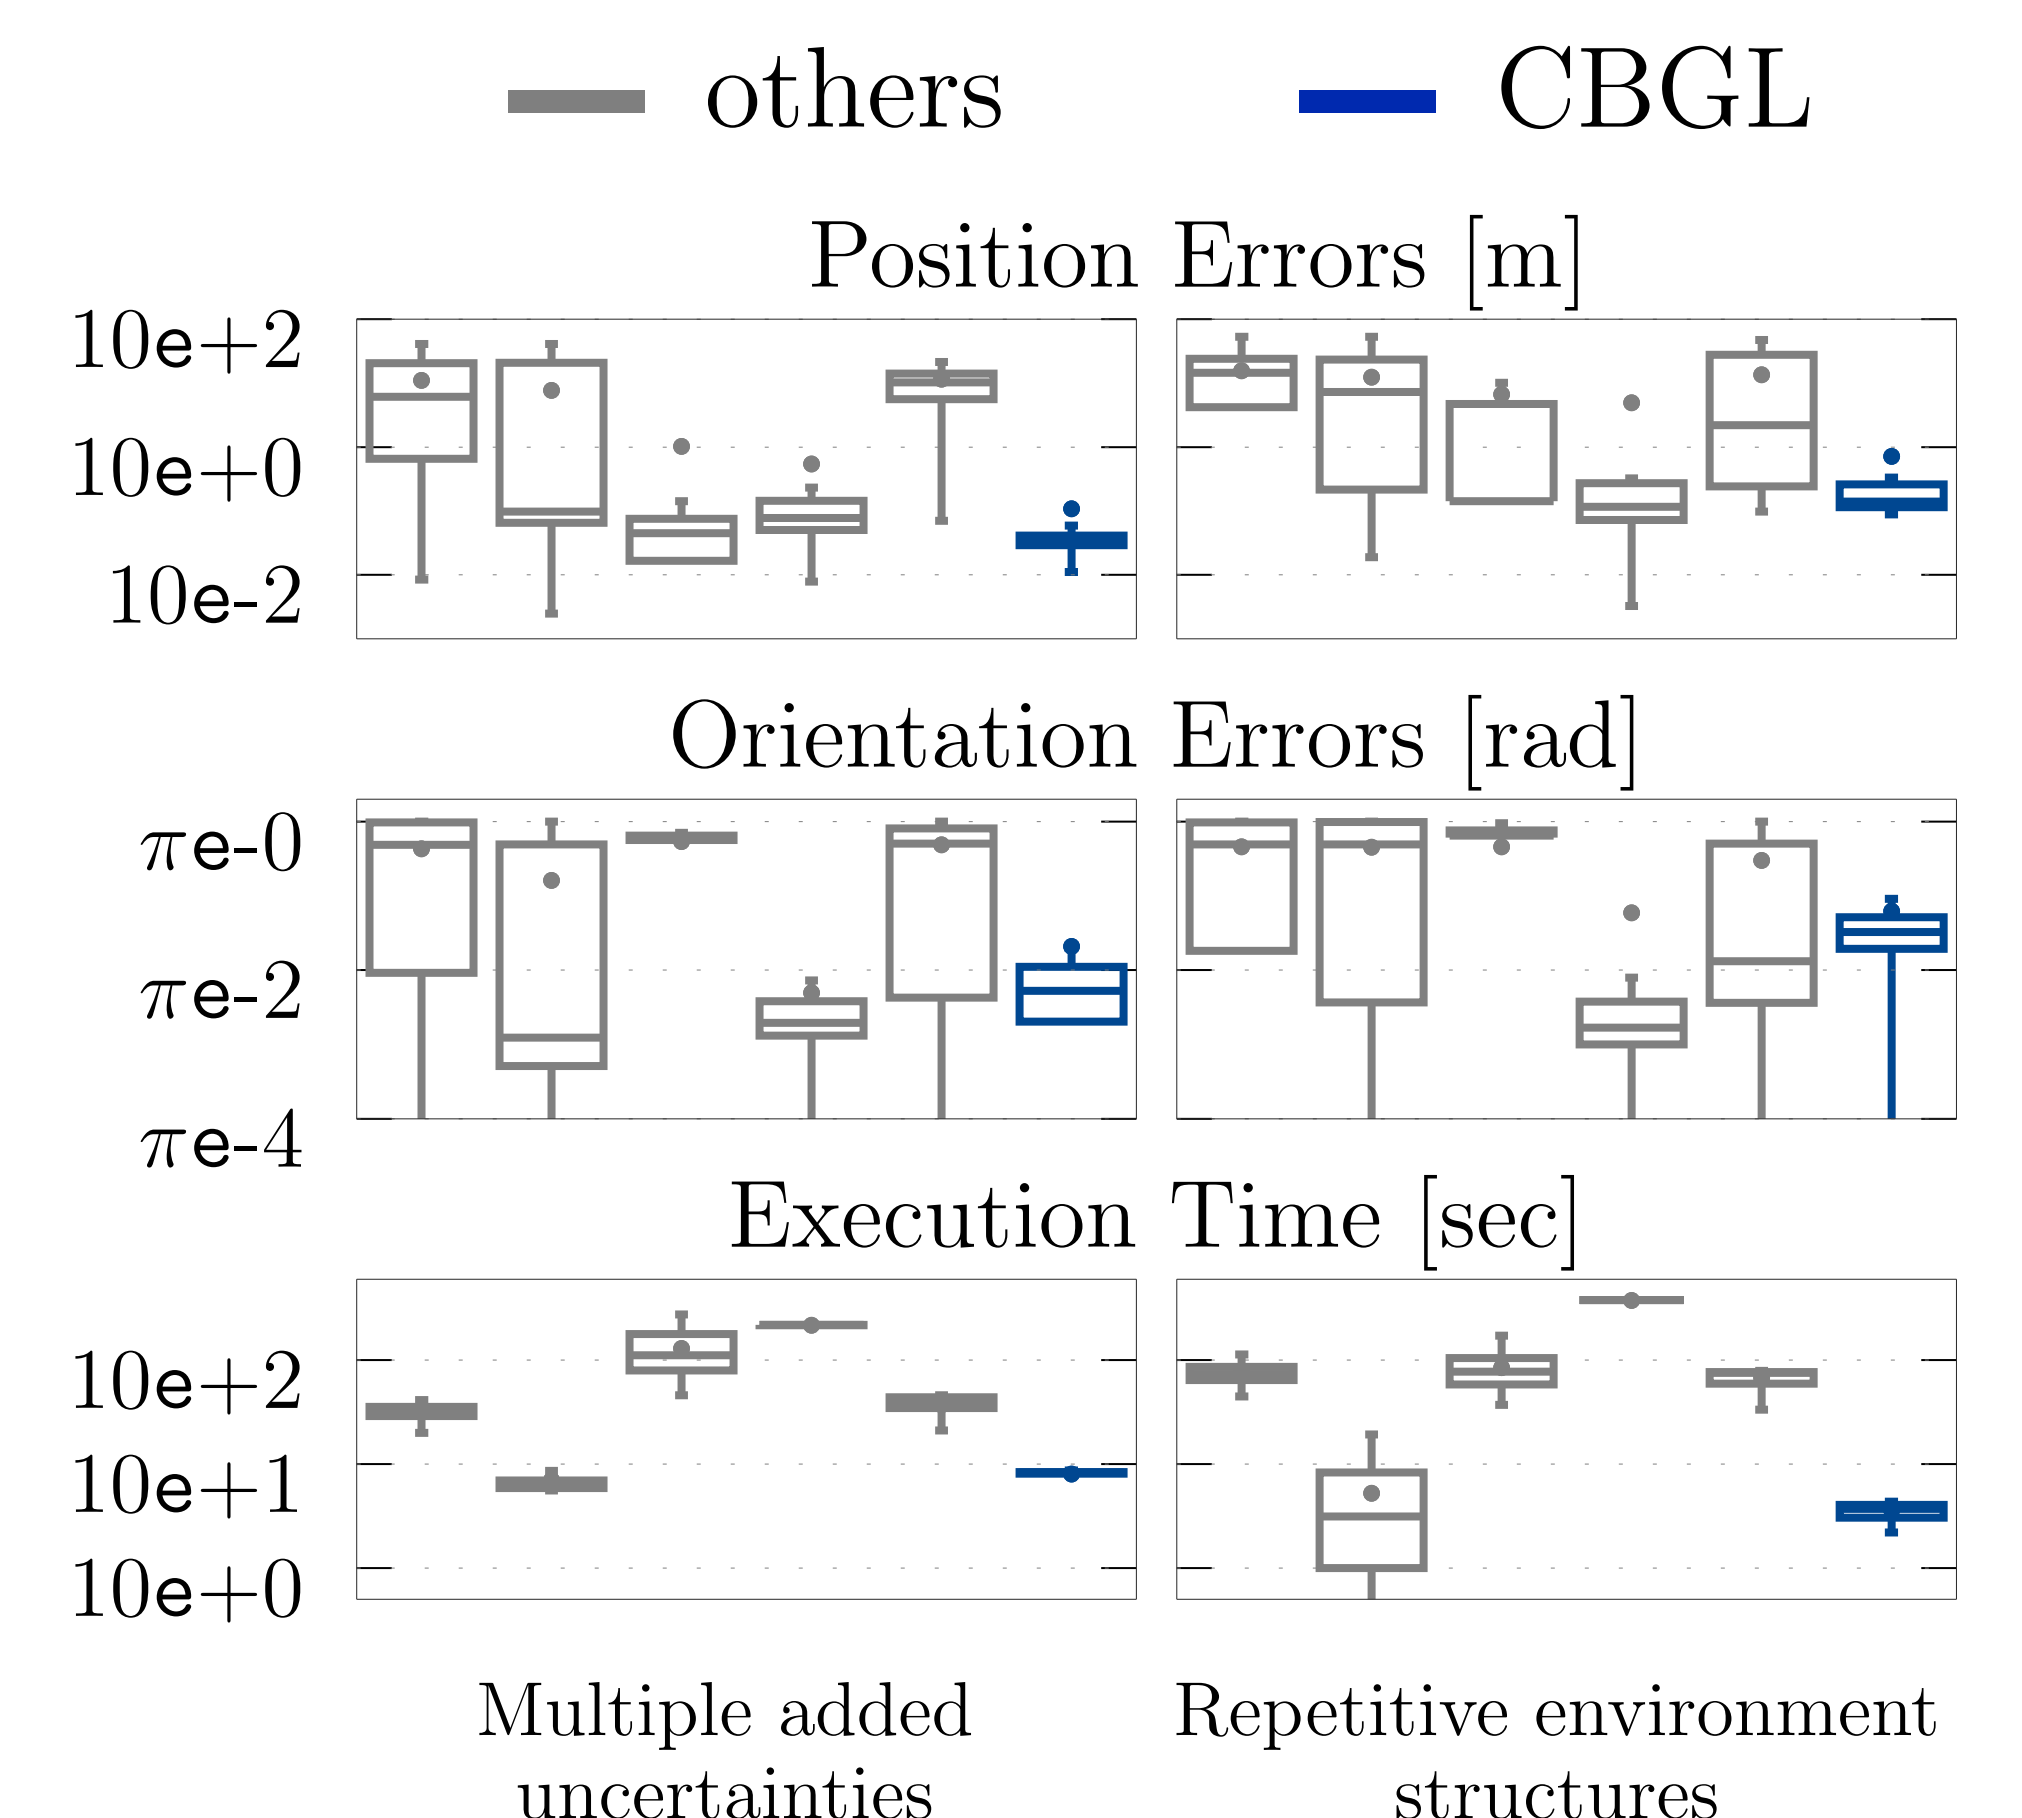 others CBGL
Position Errors [m]
10e+2
10e+0
10e-2
Orientation Errors [rad]
πe-0
πe-2
πe-4
Execution Time [sec]
10e+2
10e+1
10e+0
Multiple added
uncertainties
Repetitive environment
structures